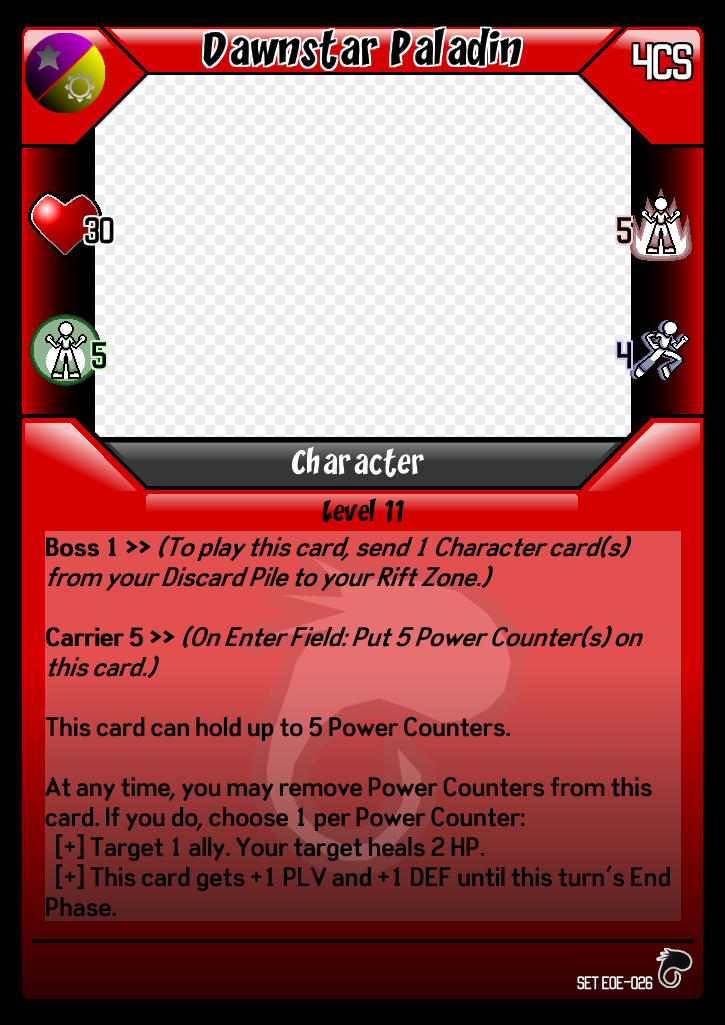 Dawnstar Paladin
4CS
30
5
5
4
Character
Level 11
Boss 1 >> (To play this card, send 1 Character card(s)
from your Discard Pile to your Rift Zone.)
Carrier 5 >> (On Enter Field: Put 5 Power Counter(s) on
this card.)
This card can hold up to 5 Power Counters.
At any time, you may remove Power Counters from this
card. If you do, choose 1 per Power Counter:
[+] Target 1 ally. Your target heals 2 HP.
[+] This card gets +1 PLV and +1 DEF until this turn's End
Phase.
SET EOE-026